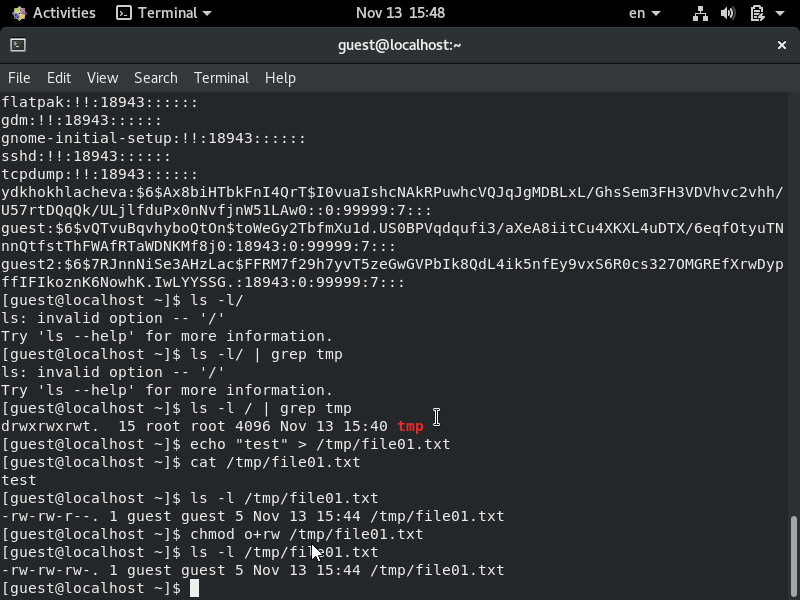 Activities Terminal Nov 13 15:48 en
guest@localhost:~
File Edit View Search Terminal Help
flatpak:!!:18943::::::
gdm:!!:18943::::::
gnome-initial-setup:!!:18943::::::
sshd:!!:18943::::::
tcpdump:!!:18943::::::
ydkhokhlacheva:$6$Ax8biHTbkFnI4QrT$I0vuaIshcNAkRPuwhcVQJqJgMDBLxL/GhsSem3FH3VDVhvc2vhh/
U57rtDQqQk/ULjlfduPx0nNvfjnW51LAw0::0:99999:7:::
guest:$6$vQTvuBqvhyboQtOn$toWeGy2TbfmXu1d.US0BPVqdqufi3/aXeA8iitCu4XKXL4uDTX/6eqfOtyuTN
nnQtfstThFWAfRTaWDNKMf8j0:18943:0:99999:7:::
guest2:$6$7RJnnNiSe3AHzLac$FFRM7f29h7yvT5zeGwGVPbIk8QdL4ik5nfEy9vxS6R0cs327OMGREfXrwDyp
ffIFIkoznK6NowhK.IwLYYSSG.:18943:0:99999:7:::
[guest@localhost ~]$ ls -l/
ls: invalid option -- '/'
Try 'ls --help' for more information.
[guest@localhost ~]$ ls -l/ | grep tmp
ls: invalid option -- '/'
Try 'ls --help' for more information.
[guest@localhost ~]$ ls -l / | grep tmp
drwxrwxrwt.  15 root root 4096 Nov 13 15:40 tmp
[guest@localhost ~]$ echo "test" > /tmp/file01.txt
[guest@localhost ~]$ cat /tmp/file01.txt
test
[guest@localhost ~]$ ls -l /tmp/file01.txt
-rw-rw-r--. 1 guest guest 5 Nov 13 15:44 /tmp/file01.txt
[guest@localhost ~]$ chmod o+rw /tmp/file01.txt
[guest@localhost ~]$ ls -l /tmp/file01.txt
-rw-rw-rw-. 1 guest guest 5 Nov 13 15:44 /tmp/file01.txt
[guest@localhost ~]$